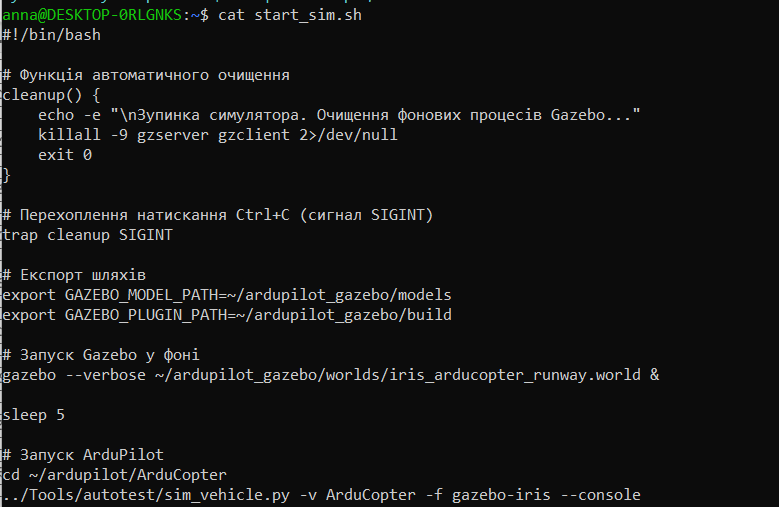 anna@DESKTOP-0RLGNKS:~$ cat start_sim.sh
#!/bin/bash

# Функція автоматичного очищення
cleanup() {
    echo -e "\nЗупинка симулятора. Очищення фонових процесів Gazebo..."
    killall -9 gzserver gzclient 2>/dev/null
    exit 0
}

# Перехоплення натискання Ctrl+C (сигнал SIGINT)
trap cleanup SIGINT

# Експорт шляхів
export GAZEBO_MODEL_PATH=~/ardupilot_gazebo/models
export GAZEBO_PLUGIN_PATH=~/ardupilot_gazebo/build

# Запуск Gazebo у фоні
gazebo --verbose ~/ardupilot_gazebo/worlds/iris_arducopter_runway.world &

sleep 5

# Запуск ArduPilot
cd ~/ardupilot/ArduCopter
../Tools/autotest/sim_vehicle.py -v ArduCopter -f gazebo-iris --console